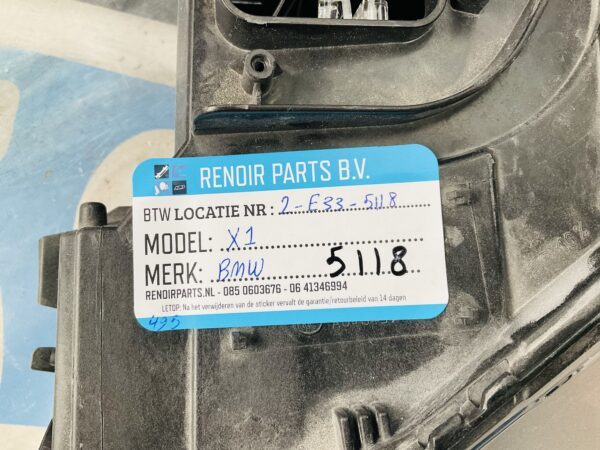 RENOIR PARTS B.V.
BTW LOCATIE NR : 2-E33-5118
MODEL: X1
MERK: BMW 5118
RENOIRPARTS.NL - 085 0603676 - 06 41346994
LETOP: Na het verwijderen van de sticker vervalt de garantie/retourbeleid van 14 dagen
495